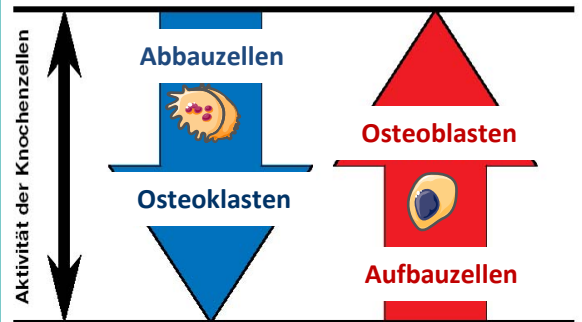 Aktivität der Knochenzellen
Abbauzellen
Osteoklasten
Osteoblasten
Aufbauzellen